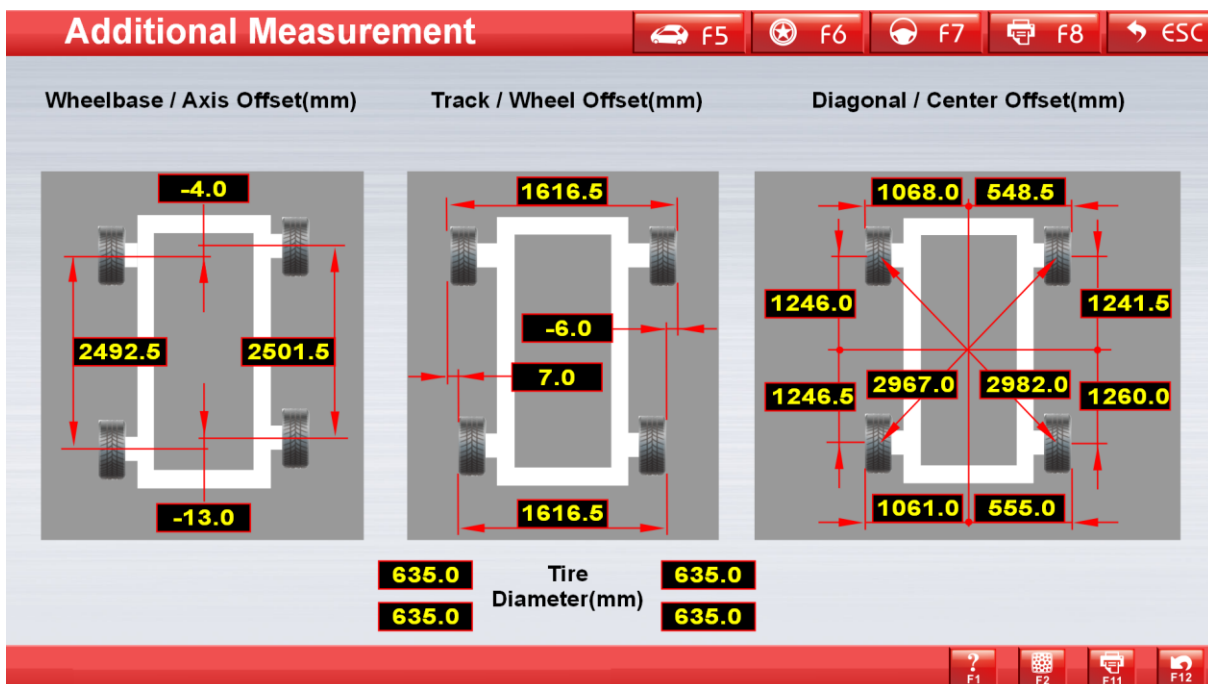 Additional Measurement F5 F6 F7 F8 ESC
Wheelbase / Axis Offset(mm) Track / Wheel Offset(mm) Diagonal / Center Offset(mm)
-4.0 1616.5 1068.0 548.5
1246.0 1241.5
-6.0
2492.5 2501.5
7.0 2967.0 2982.0
1246.5 1260.0
-13.0 1616.5 1061.0 555.0
635.0 Tire 635.0
Diameter(mm)
635.0 635.0
? F1 F2 F11 F12